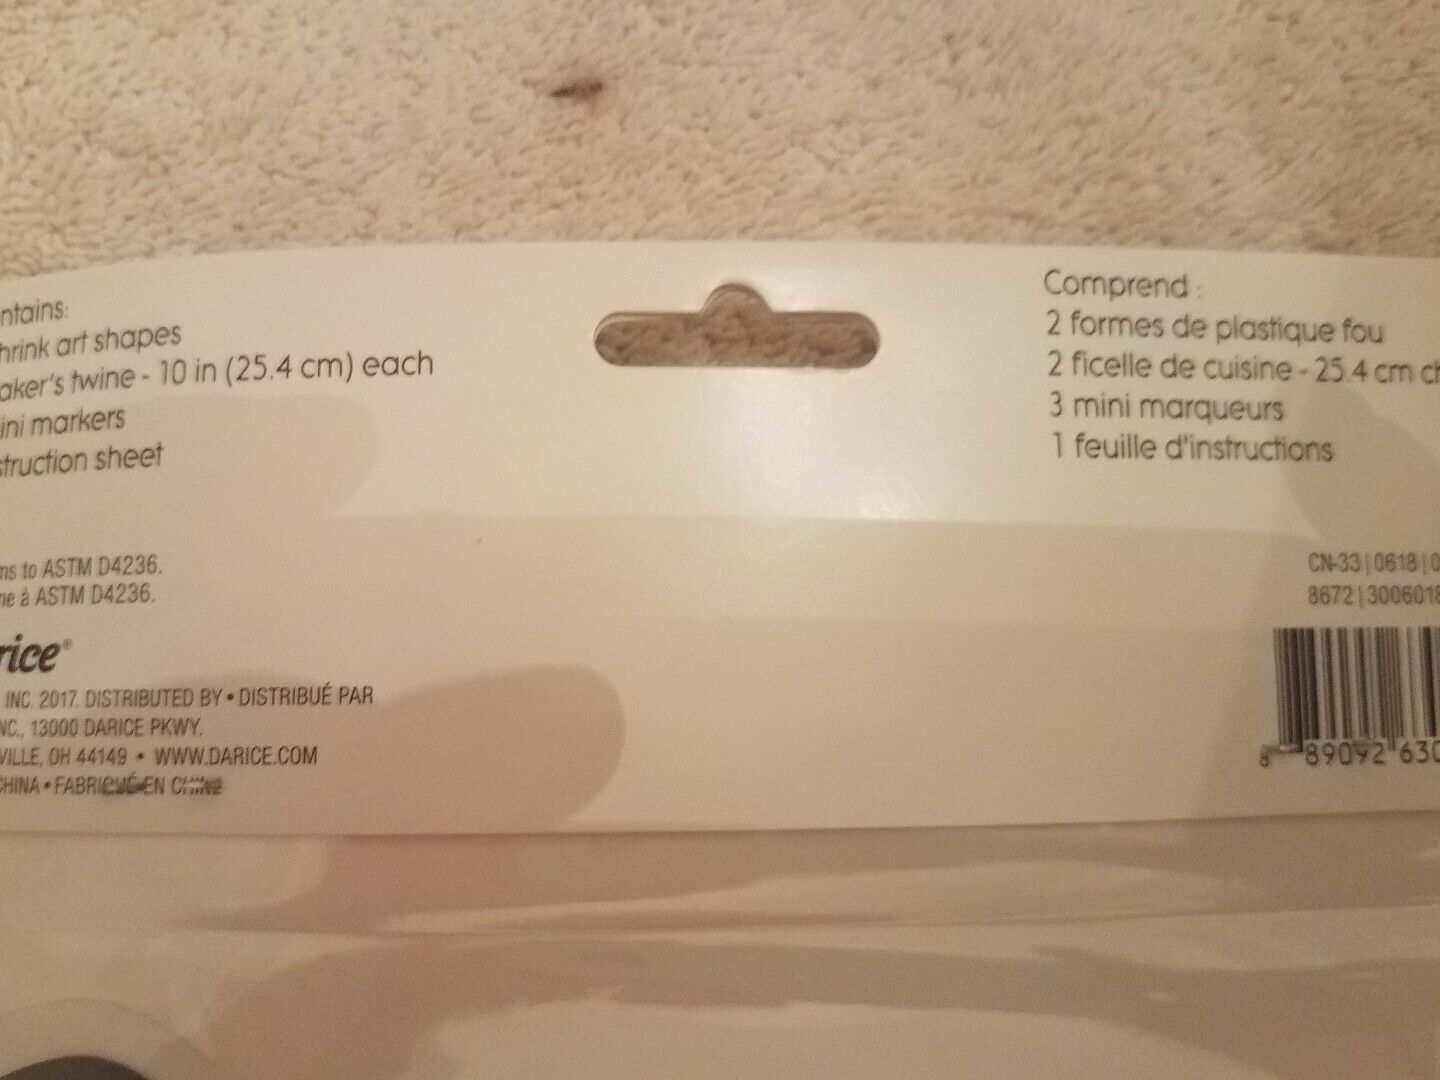 ntains:
hrink art shapes
aker's twine - 10 in (25.4 cm) each
ini markers
struction sheet
ns to ASTM D4236.
ne à ASTM D4236.
rice®
INC. 2017. DISTRIBUTED BY • DISTRIBUÉ PAR
NC., 13000 DARICE PKWY.
VILLE, OH 44149 • WWW.DARICE.COM
CHINA • FABRIQUÉ EN CHINE
Comprend :
2 formes de plastique fou
2 ficelle de cuisine - 25.4 cm ch
3 mini marqueurs
1 feuille d'instructions
CN-33|0618|0
8672|3006018
8 89092 630